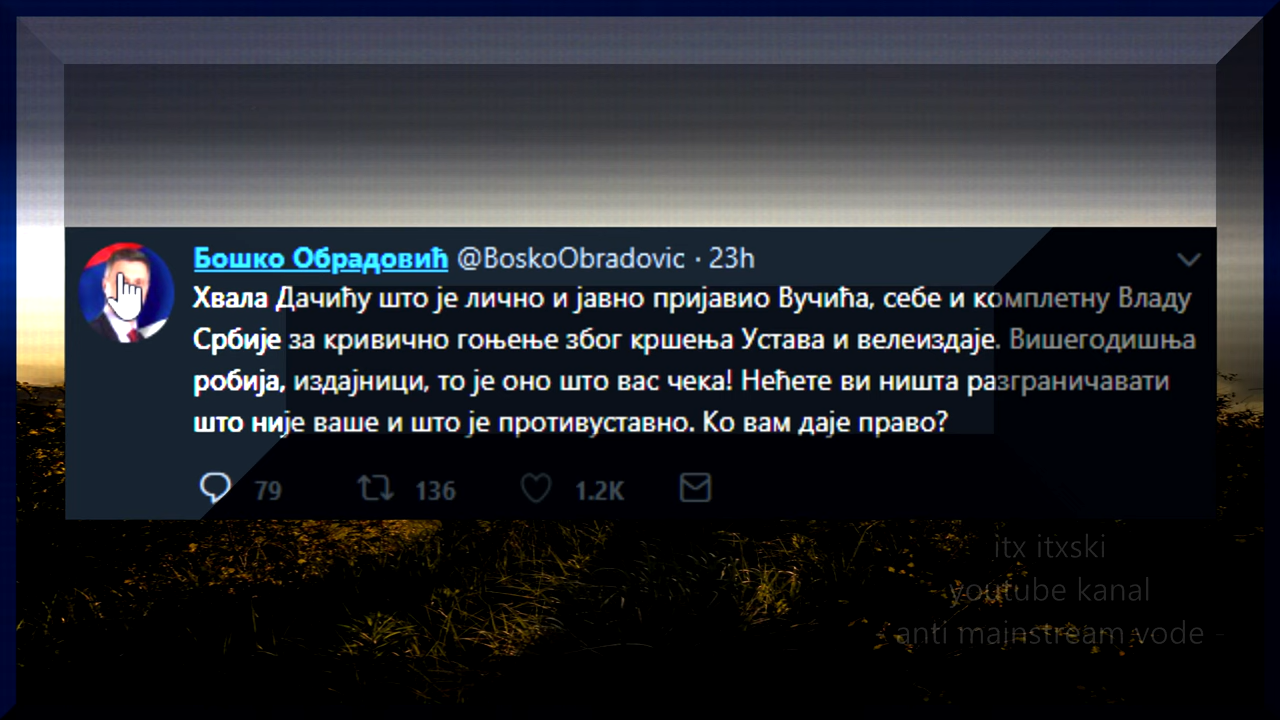 Бошко Обрадовић @BoskoObradovic · 23h
Хвала Дачићу што је лично и јавно пријавио Вучића, себе и комплетну Владу
Србије за кривично гоњење због кршења Устава и велеиздаје. Вишегодишња
робија, издајници, то је оно што вас чека! Нећете ви ништа разграничавати
што није ваше и што је противуставно. Ко вам даје право?
79 136 1.2K
itx itxski
youtube kanal
- anti mainstream vode -